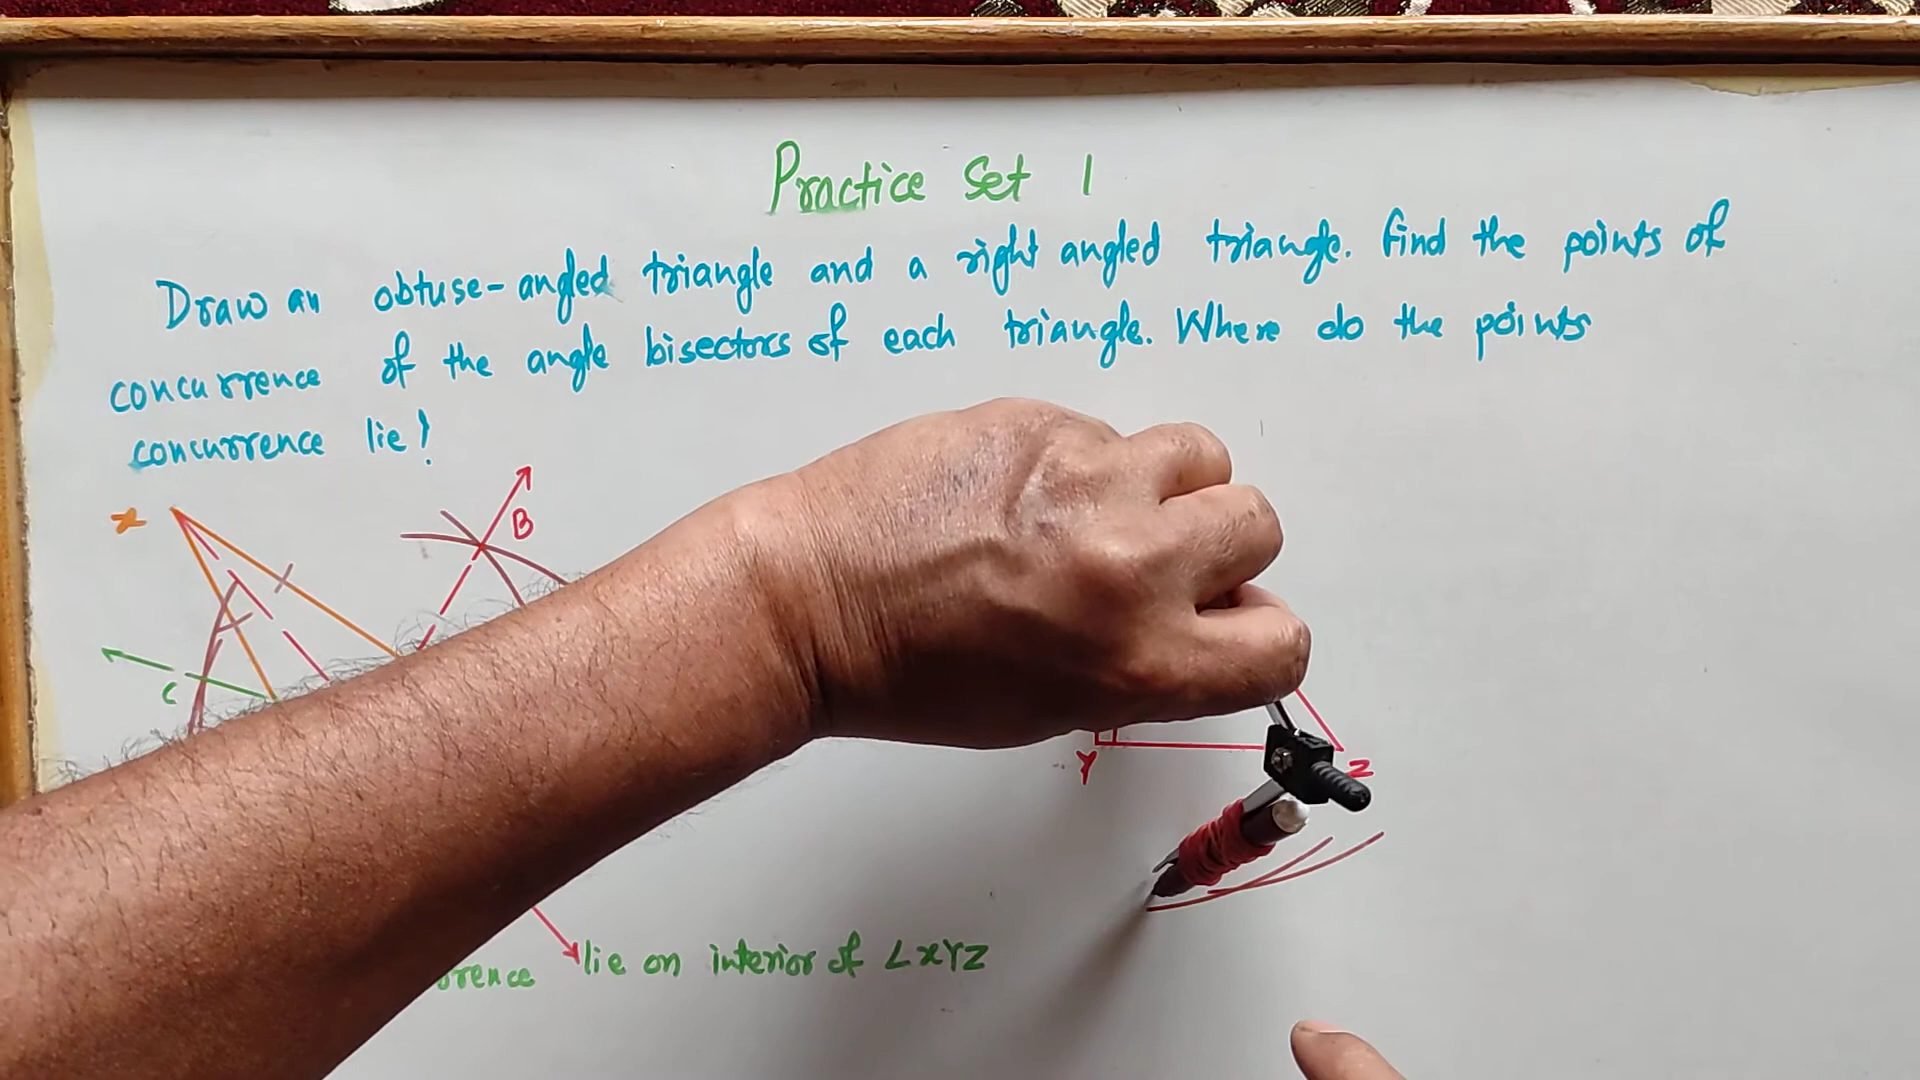 Practice Set 1
Draw an obtuse-angled triangle and a right angled triangle. Find the points of
concurrence of the angle bisectors of each triangle. Where do the points
concurrence lie?
X
B
C
Y
Z
lie on interior of ∠XYZ